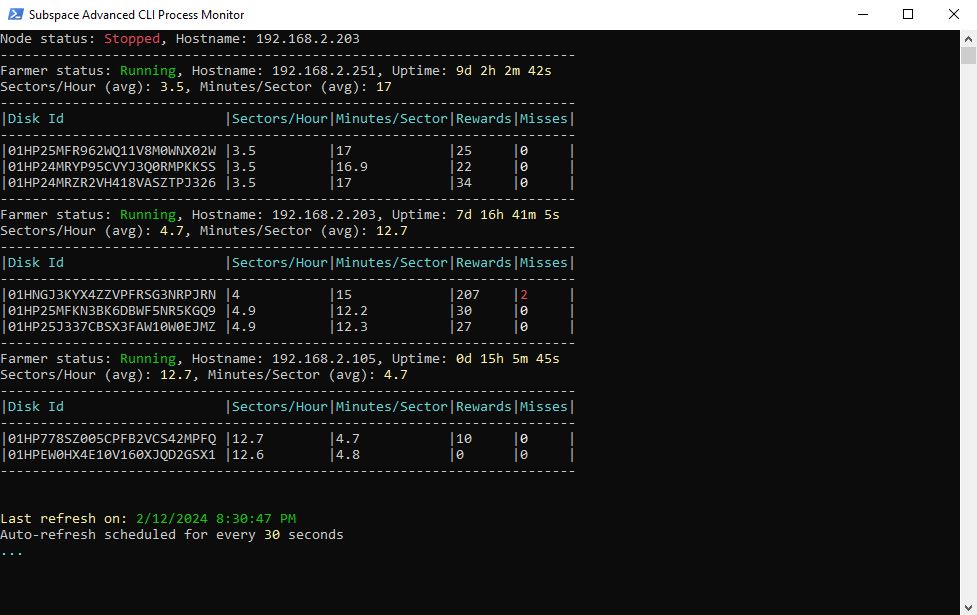 Subspace Advanced CLI Process Monitor
Node status: Stopped, Hostname: 192.168.2.203
------------------------------------------------------------------------
Farmer status: Running, Hostname: 192.168.2.251, Uptime: 9d 2h 2m 42s
Sectors/Hour (avg): 3.5, Minutes/Sector (avg): 17
------------------------------------------------------------------------
|Disk Id                    |Sectors/Hour|Minutes/Sector|Rewards|Misses|
------------------------------------------------------------------------
|01HP25MFR962WQ11V8M0WNX02W |3.5         |17            |25     |0     |
|01HP24MRYP95CVYJ3Q0RMPKKSS |3.5         |16.9          |22     |0     |
|01HP24MRZR2VH418VASZTPJ326 |3.5         |17            |34     |0     |
------------------------------------------------------------------------
Farmer status: Running, Hostname: 192.168.2.203, Uptime: 7d 16h 41m 5s
Sectors/Hour (avg): 4.7, Minutes/Sector (avg): 12.7
------------------------------------------------------------------------
|Disk Id                    |Sectors/Hour|Minutes/Sector|Rewards|Misses|
------------------------------------------------------------------------
|01HNGJ3KYX4ZZVPFRSG3NRPJRN |4           |15            |207    |2     |
|01HP25MFKN3BK6DBWF5NR5KGQ9 |4.9         |12.2          |30     |0     |
|01HP25J337CBSX3FAW10W0EJMZ |4.9         |12.3          |27     |0     |
------------------------------------------------------------------------
Farmer status: Running, Hostname: 192.168.2.105, Uptime: 0d 15h 5m 45s
Sectors/Hour (avg): 12.7, Minutes/Sector (avg): 4.7
------------------------------------------------------------------------
|Disk Id                    |Sectors/Hour|Minutes/Sector|Rewards|Misses|
------------------------------------------------------------------------
|01HP778SZ005CPFB2VCS42MPFQ |12.7        |4.7           |10     |0     |
|01HPEW0HX4E10V160XJQD2GSX1 |12.6        |4.8           |0      |0     |
------------------------------------------------------------------------
Last refresh on: 2/12/2024 8:30:47 PM
Auto-refresh scheduled for every 30 seconds
...